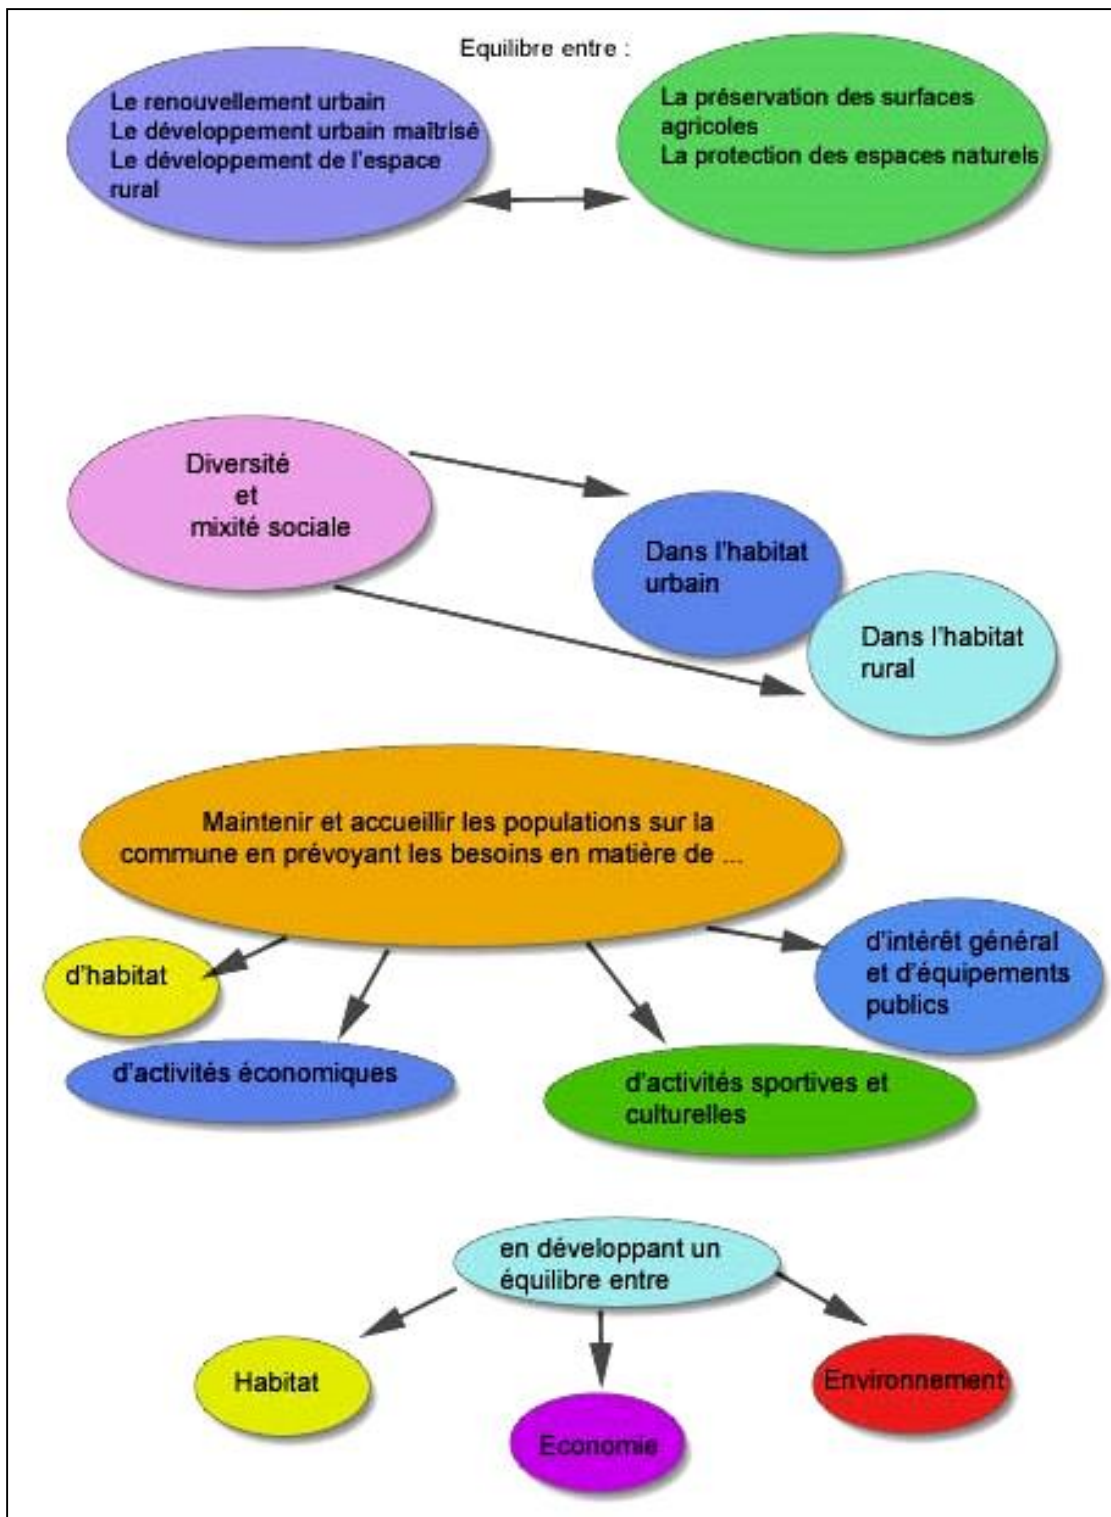 Equilibre entre :
Le renouvellement urbain
Le développement urbain maîtrisé
Le développement de l'espace
rural
La préservation des surfaces
agricoles
La protection des espaces naturels
Diversité
et
mixité sociale
Dans l'habitat
urbain
Dans l'habitat
rural
Maintenir et accueillir les populations sur la
commune en prévoyant les besoins en matière de ...
d'habitat
d'intérêt général
et d'équipements
publics
d'activités économiques
d'activités sportives et
culturelles
en développant un
équilibre entre
Habitat
Economie
Environnement